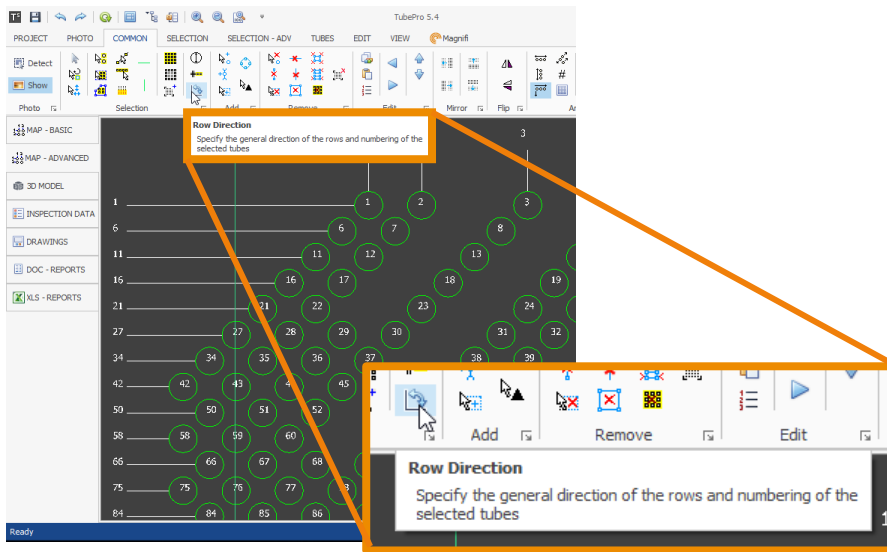 TubePro 5.4
PROJECT PHOTO COMMON SELECTION SELECTION - ADV TUBES EDIT VIEW Magnifi
Detect
Show
Photo Selection Add Remove Edit Mirror Flip
Row Direction
Specify the general direction of the rows and numbering of the
selected tubes
MAP - BASIC
MAP - ADVANCED
3D MODEL
INSPECTION DATA
DRAWINGS
DOC - REPORTS
XLS - REPORTS
3
1 1 2 3
6 6 7 8
11 11 12 13
16 16 17 18 19
21 21 22 23 24
27 27 28 29 30 31 32
34 34 35 36 37 38 39
42 42 43 45
50 50 51 52
58 58 59 60
66 66 67 68
75 75 76 77
84 84 85 86
Ready
Add Remove Edit
Row Direction
Specify the general direction of the rows and numbering of the
selected tubes